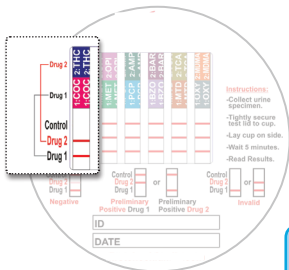 Drug 2
Drug 1
Control
Drug 2
Drug 1
1:COC 2:THC
1:COC 2:THC
1:MET 2:OPI
1:PCP 2:AMP
1:BZO 2:BAR
1:MTD 2:TCA
1:OXY
Instructions:
-Collect urine
specimen.
-Tightly secure
test lid to cup.
-Lay cup on side.
-Wait 5 minutes.
-Read Results.
Drug 2
Drug 1
Negative
Control
Drug 2
Drug 1
or
Preliminary
Positive Drug 1
Preliminary
Positive Drug 2
Control
Drug 2
Drug 1
or
Invalid
ID
DATE